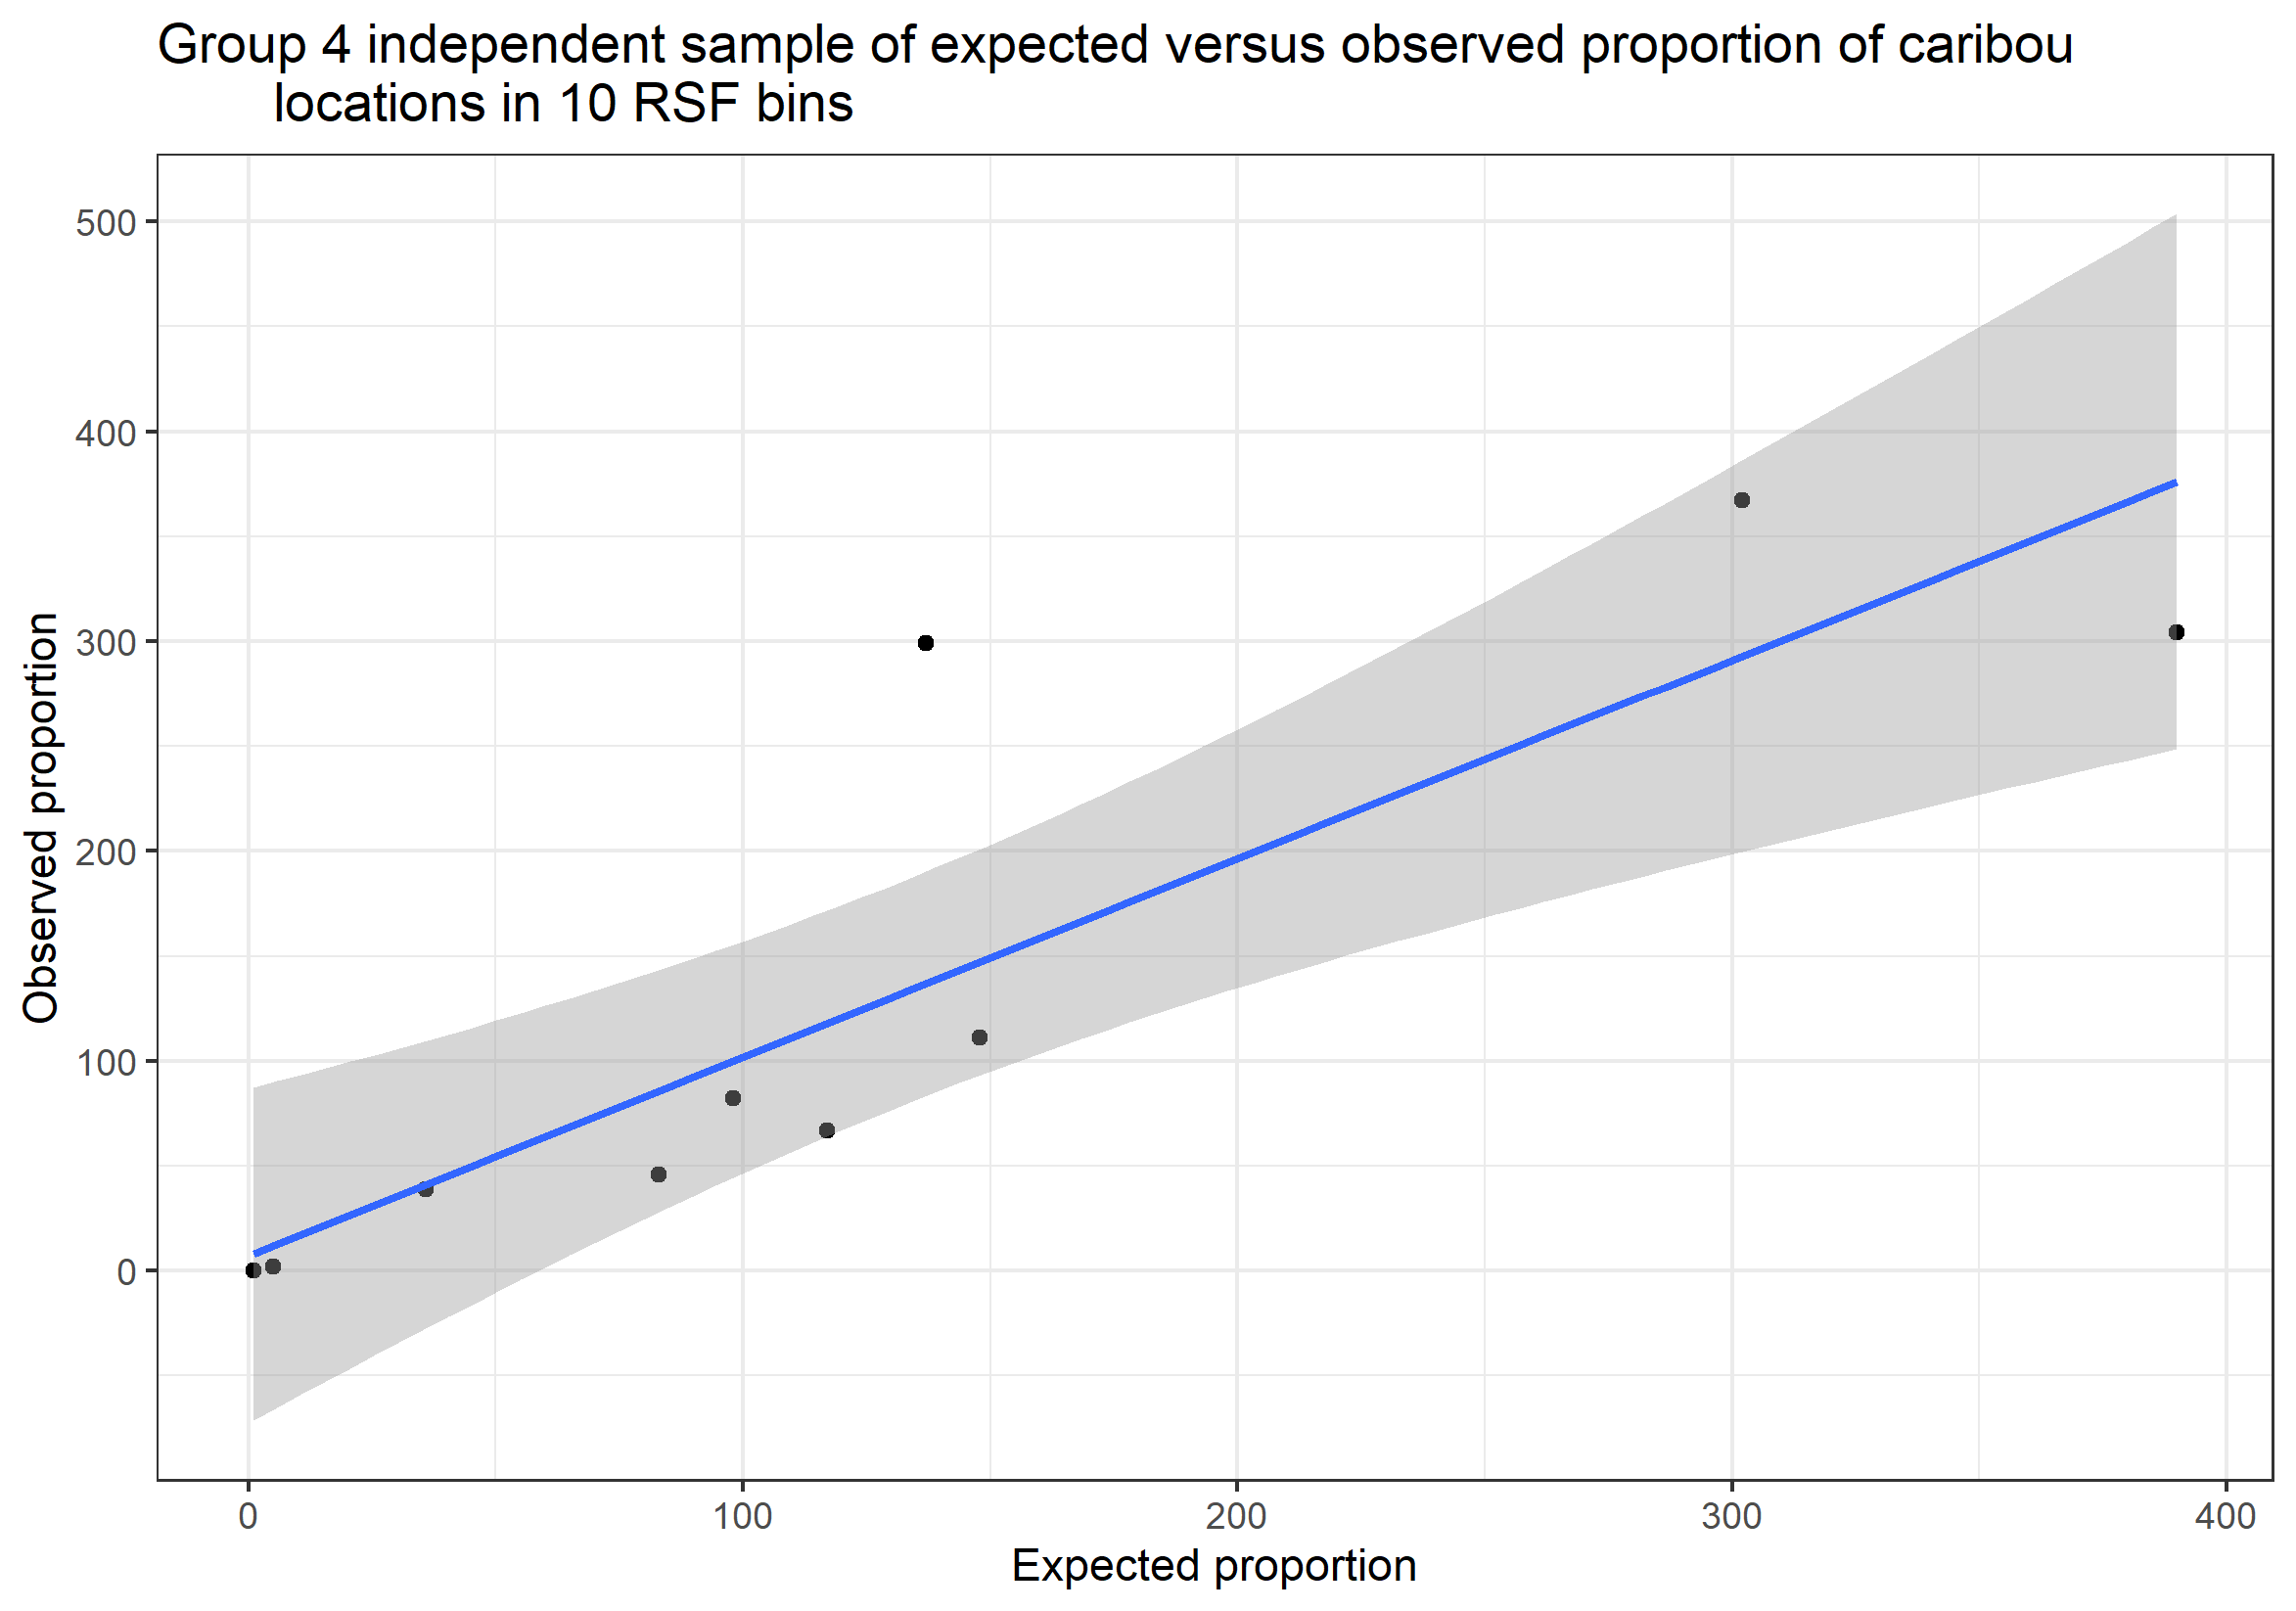 Group 4 independent sample of expected versus observed proportion of caribou
locations in 10 RSF bins
500
400
300
200
100
0
Observed proportion
0 100 200 300 400
Expected proportion